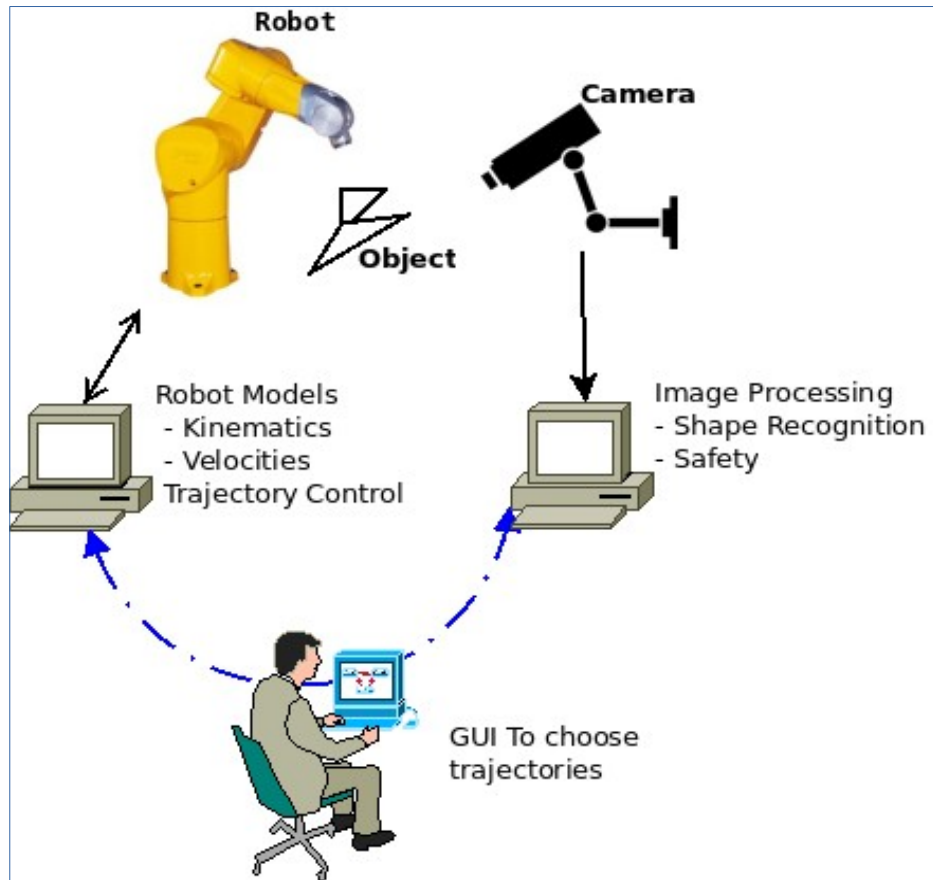 Robot
Camera
Object
Robot Models
- Kinematics
- Velocities
Trajectory Control
Image Processing
- Shape Recognition
- Safety
GUI To choose
trajectories